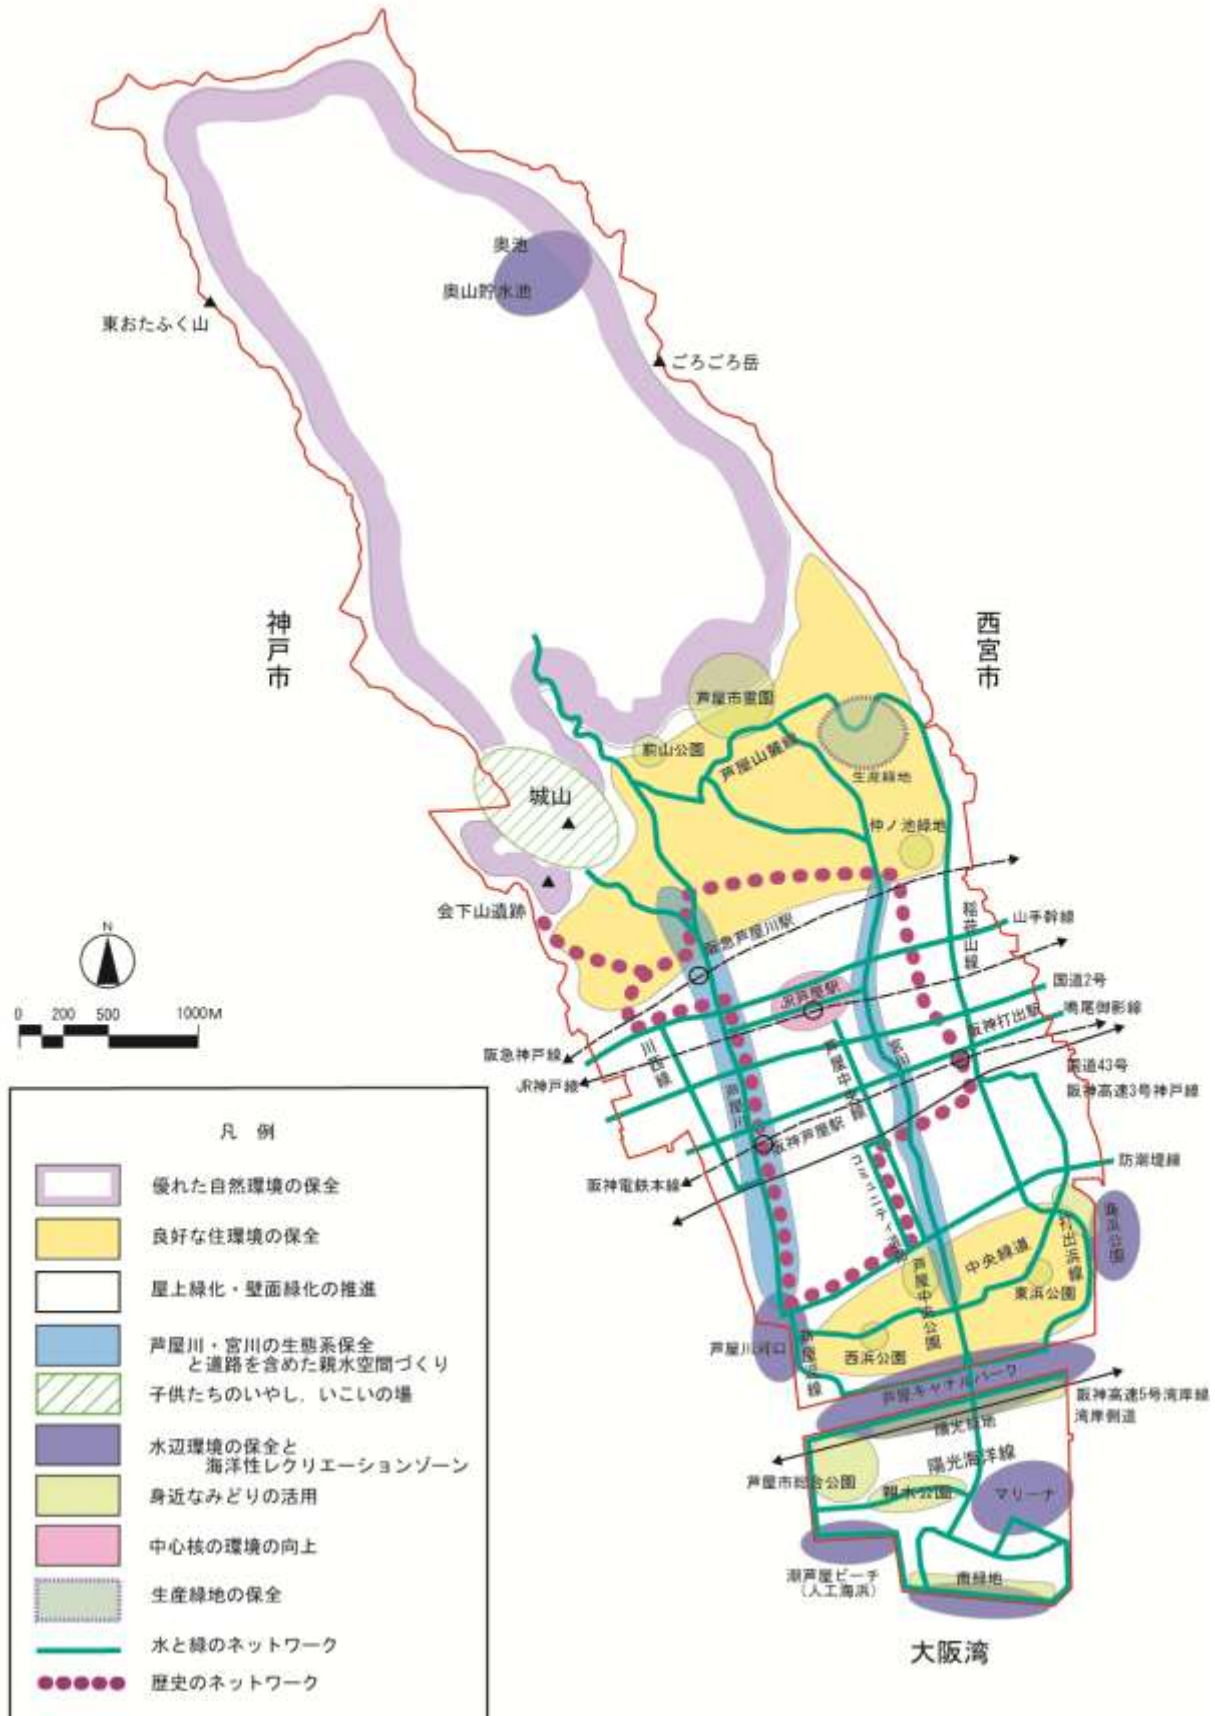 奥池
奥山貯水池
東おたふく山
ごろごろ岳
神戸市
西宮市
芦屋市霊園
前山公園
芦屋山麓線
生産緑地
城山
仲ノ池緑地
会下山遺跡
阪急芦屋川駅
稲荷山線
山手幹線
N
0 200 500 1000M
JR芦屋駅
国道2号
阪神打出駅
鳴尾御影線
阪急神戸線
JR神戸線
川西線
芦屋川
芦屋中央線
宮川
国道43号
阪神高速3号神戸線
阪神芦屋駅
阪神電鉄本線
防潮堤線
凡 例
優れた自然環境の保全
良好な住環境の保全
屋上緑化・壁面緑化の推進
芦屋川・宮川の生態系保全
と道路を含めた親水空間づくり
子供たちのいやし、いこいの場
水辺環境の保全と
海洋性レクリエーションゾーン
身近なみどりの活用
中心核の環境の向上
生産緑地の保全
水と緑のネットワーク
歴史のネットワーク
打出浜線
中央緑道
東浜公園
芦屋中央公園
芦屋川河口
西浜公園
芦屋キャナルパーク
阪神高速5号湾岸線
湾岸側道
陽光緑地
陽光海洋線
芦屋市総合公園
親水公園
マリーナ
潮芦屋ビーチ
(人工海浜)
南緑地
大阪湾